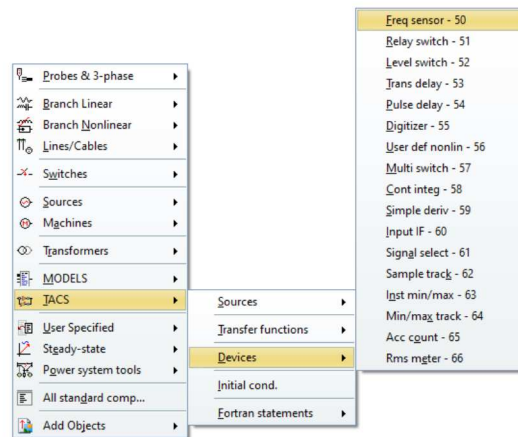 Probes & 3-phase
Branch Linear
Branch Nonlinear
Lines/Cables
Switches
Sources
Machines
Transformers
MODELS
TACS
User Specified
Steady-state
Power system tools
All standard comp...
Add Objects
Sources
Transfer functions
Devices
Initial cond.
Fortran statements
Freq sensor - 50
Relay switch - 51
Level switch - 52
Trans delay - 53
Pulse delay - 54
Digitizer - 55
User def nonlin - 56
Multi switch - 57
Cont integ - 58
Simple deriv - 59
Input IF - 60
Signal select - 61
Sample track - 62
Inst min/max - 63
Min/max track - 64
Acc count - 65
Rms meter - 66